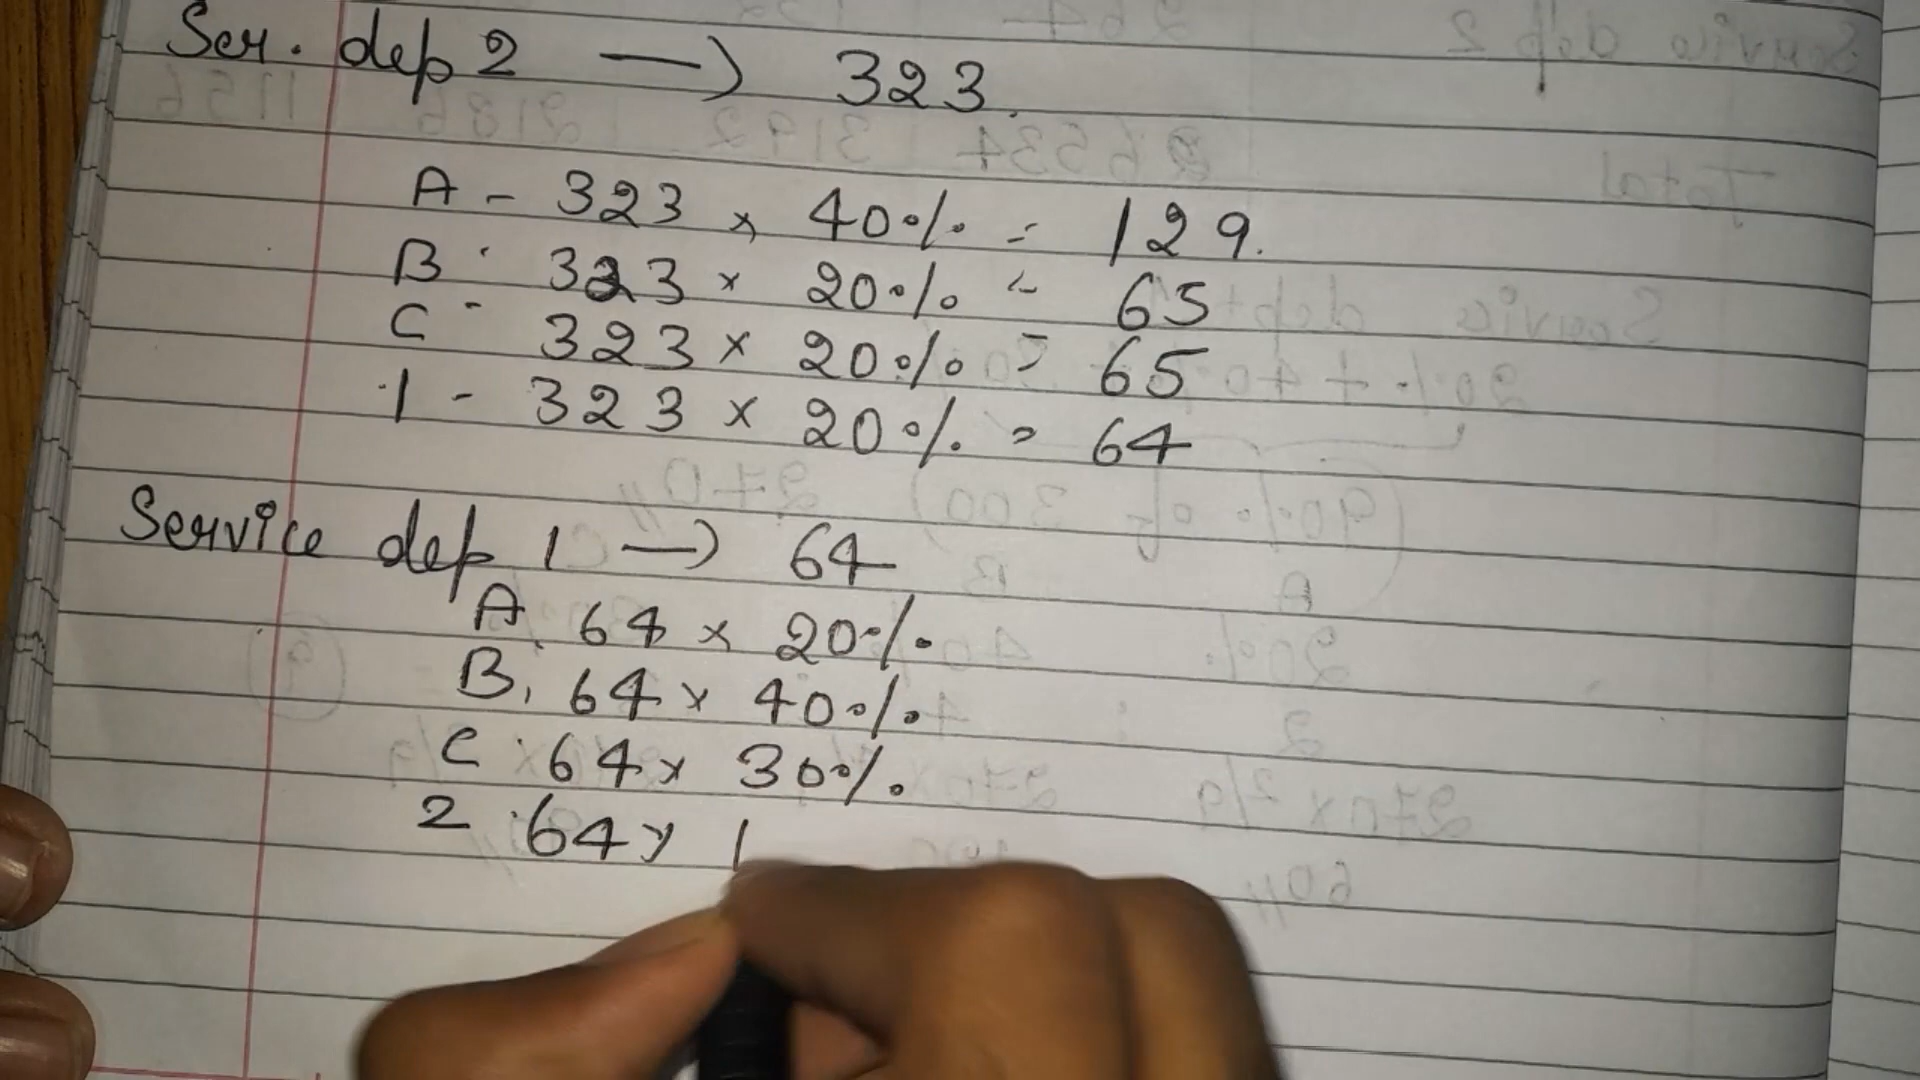 Ser. dep 2 → 323.
A - 323 x 40% = 129.
B - 323 x 20% = 65
C - 323 x 20% = 65
1 - 323 x 20% = 64
Service dep 1 → 64
A. 64 x 20%
B. 64 x 40%.
C. 64 x 30%.
2. 64 x 1